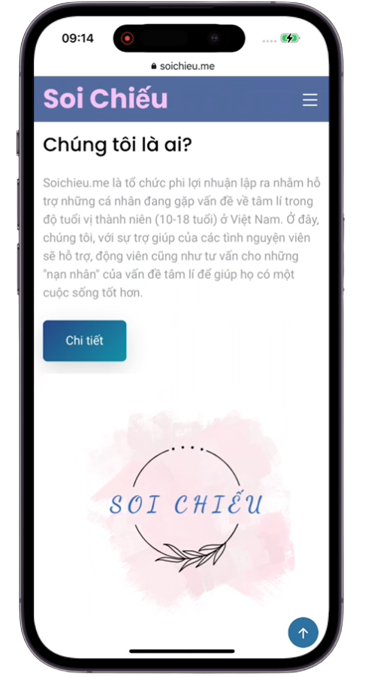 09:14
soichieu.me
Soi Chiếu
Chúng tôi là ai?
Soichieu.me là tổ chức phi lợi nhuận lập ra nhằm hỗ
trợ những cá nhân đang gặp vấn đề về tâm lí trong
độ tuổi vị thành niên (10-18 tuổi) ở Việt Nam. Ở đây,
chúng tôi, với sự trợ giúp của các tình nguyện viên
sẽ hỗ trợ, động viên cũng như tư vấn cho những
"nạn nhân" của vấn đề tâm lí để giúp họ có một
cuộc sống tốt hơn.
Chi tiết
SOI CHIẾU